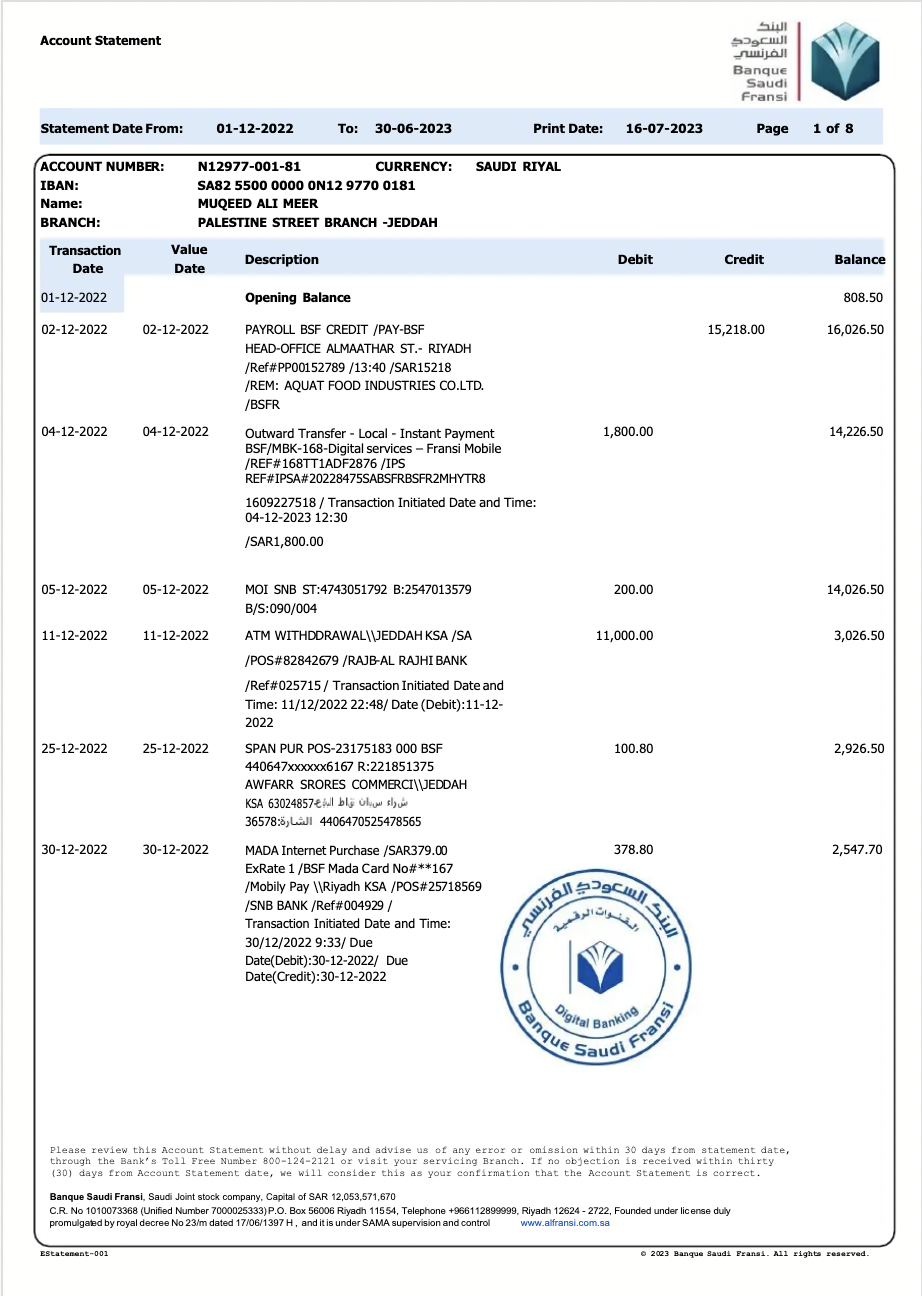 Account Statement
البنك
السعودي
الفرنسي
Banque
Saudi
Fransi
Statement Date From: 01-12-2022 To: 30-06-2023 Print Date: 16-07-2023 Page 1 of 8
ACCOUNT NUMBER: N12977-001-81 CURRENCY: SAUDI RIYAL
IBAN: SA82 5500 0000 0N12 9770 0181
Name: MUQEED ALI MEER
BRANCH: PALESTINE STREET BRANCH -JEDDAH
Transaction Date Value Date Description Debit Credit Balance
01-12-2022 Opening Balance 808.50
02-12-2022 02-12-2022 PAYROLL BSF CREDIT /PAY-BSF 15,218.00 16,026.50
HEAD-OFFICE ALMAATHAR ST.- RIYADH
/Ref#PP00152789 /13:40 /SAR15218
/REM: AQUAT FOOD INDUSTRIES CO.LTD.
/BSFR
04-12-2022 04-12-2022 Outward Transfer - Local - Instant Payment 1,800.00 14,226.50
BSF/MBK-168-Digital services – Fransi Mobile
/REF#168TT1ADF2876 /IPS
REF#IPSA#20228475SABSFRBSFR2MHYTR8
1609227518 / Transaction Initiated Date and Time:
04-12-2023 12:30
/SAR1,800.00
05-12-2022 05-12-2022 MOI SNB ST:4743051792 B:2547013579 200.00 14,026.50
B/S:090/004
11-12-2022 11-12-2022 ATM WITHDDRAWAL\\JEDDAH KSA /SA 11,000.00 3,026.50
/POS#82842679 /RAJB-AL RAJHI BANK
/Ref#025715 / Transaction Initiated Date and
Time: 11/12/2022 22:48/ Date (Debit):11-12-
2022
25-12-2022 25-12-2022 SPAN PUR POS-23175183 000 BSF 100.80 2,926.50
440647xxxxxx6167 R:221851375
AWFARR SRORES COMMERCI\\JEDDAH
KSA 63024857 شراء سبان نقاط البيع
36578:الشارة 4406470525478565
30-12-2022 30-12-2022 MADA Internet Purchase /SAR379.00 378.80 2,547.70
ExRate 1 /BSF Mada Card No#**167
/Mobily Pay \\Riyadh KSA /POS#25718569
/SNB BANK /Ref#004929 /
Transaction Initiated Date and Time:
30/12/2022 9:33/ Due
Date(Debit):30-12-2022/ Due
Date(Credit):30-12-2022
البنك السعودي الفرنسي
القنوات الرقمية
Digital Banking
Banque Saudi Fransi
Please review this Account Statement without delay and advise us of any error or omission within 30 days from statement date,
through the Bank's Toll Free Number 800-124-2121 or visit your servicing Branch. If no objection is received within thirty
(30) days from Account Statement date, we will consider this as your confirmation that the Account Statement is correct.
Banque Saudi Fransi, Saudi Joint stock company, Capital of SAR 12,053,571,670
C.R. No 1010073368 (Unified Number 7000025333) P.O. Box 56006 Riyadh 11554, Telephone +966112899999, Riyadh 12624 - 2722, Founded under license duly
promulgated by royal decree No 23/m dated 17/06/1397 H , and it is under SAMA supervision and control www.alfransi.com.sa
EStatement-001 © 2023 Banque Saudi Fransi. All rights reserved.